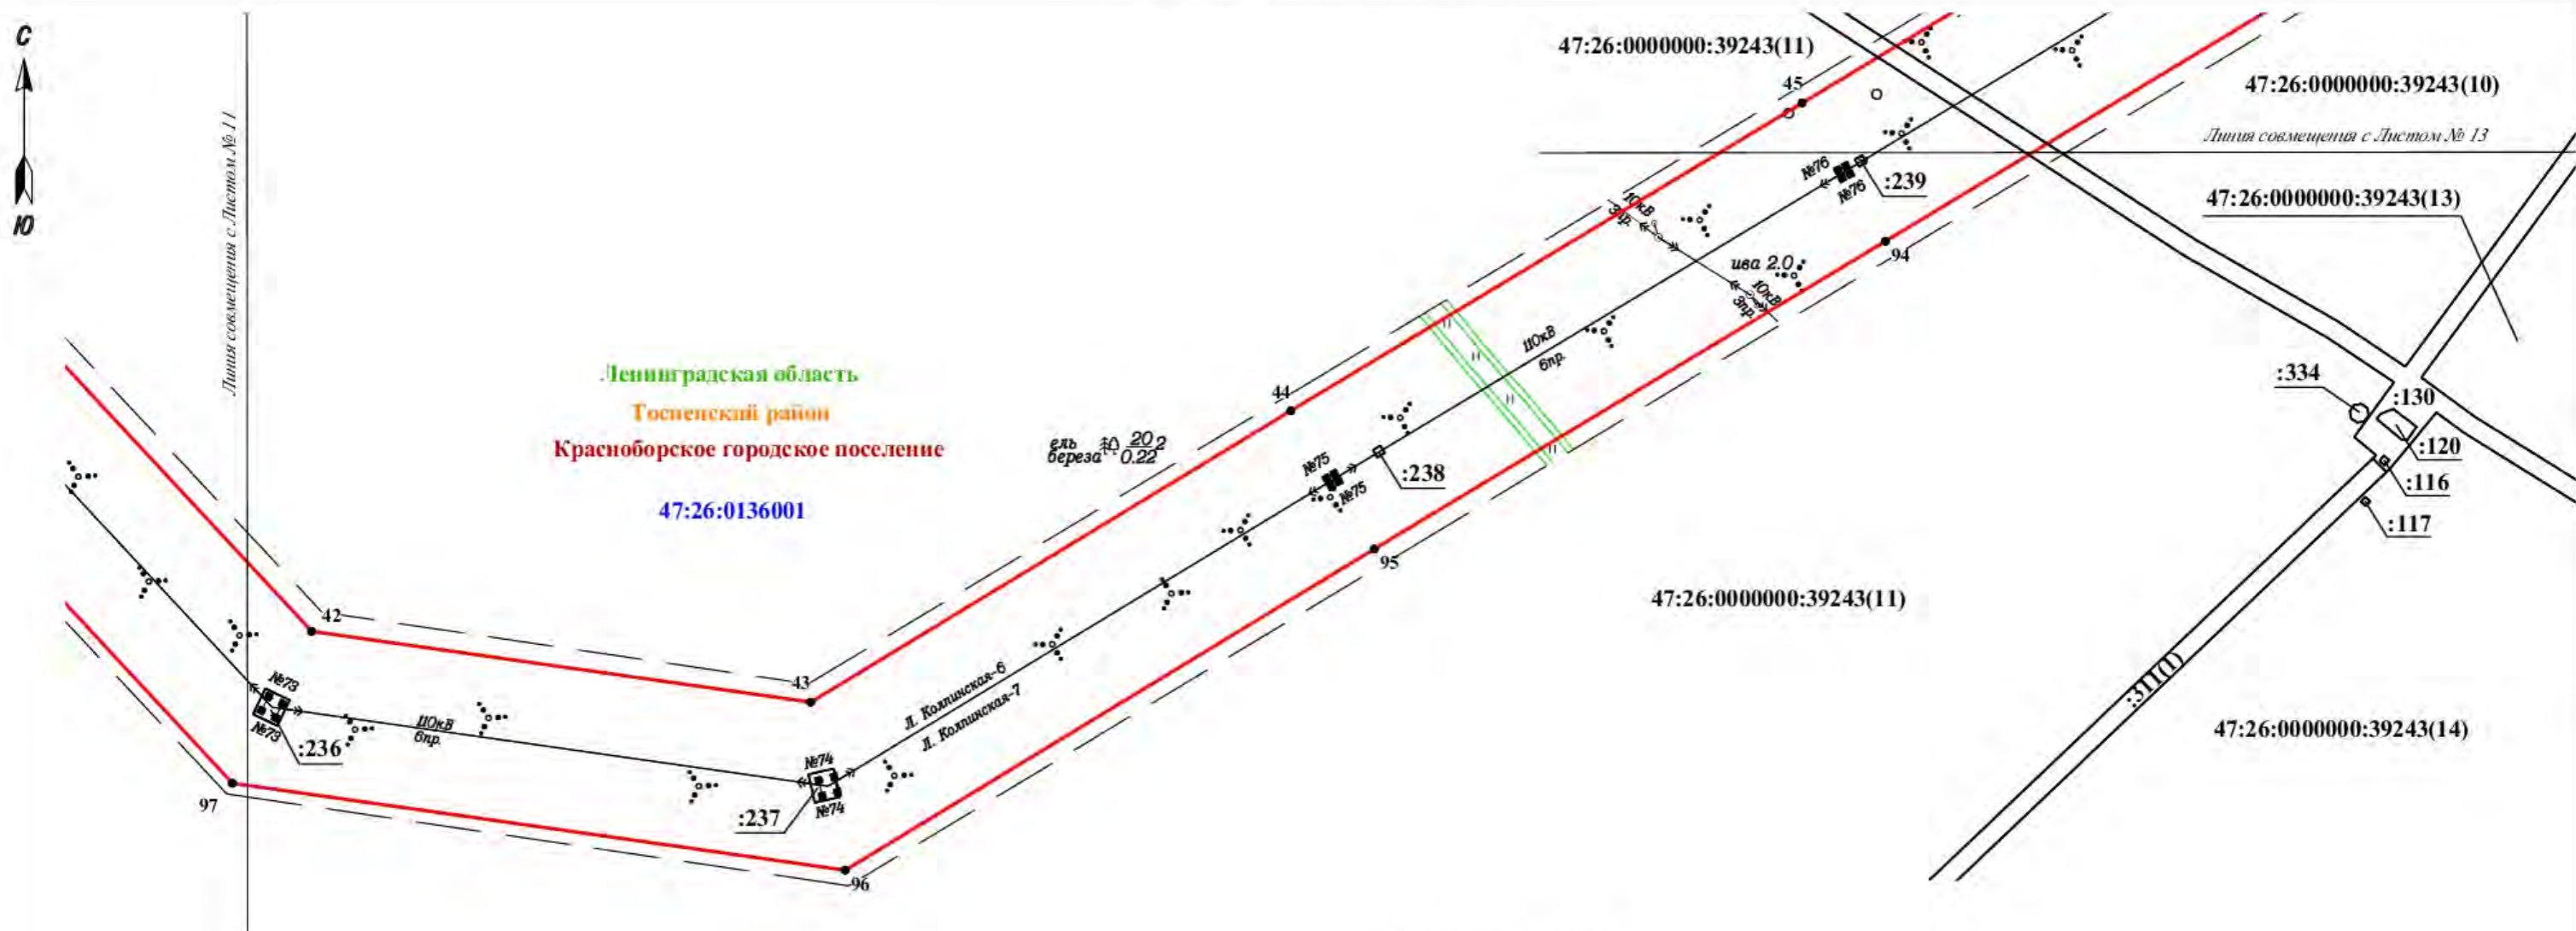 С
Ю
Линия совмещения с Листом № 11
47:26:0000000:39243(11)
45
47:26:0000000:39243(10)
Линия совмещения с Листом № 13
47:26:0000000:39243(13)
№76
№76
:239
10кВ
3пр.
ива 2.0
10кВ
3пр.
94
110кВ
6пр.
Ленинградская область
Тосненский район
Красноборское городское поселение
47:26:0136001
44
ель
береза
20
0.22
2
№75
№75
:238
95
:334
:130
:120
:116
:117
47:26:0000000:39243(11)
42
43
№73
№73
:236
110кВ
6пр.
Л. Колпинская-6
Л. Колпинская-7
№74
№74
:237
97
96
:311(1)
47:26:0000000:39243(14)